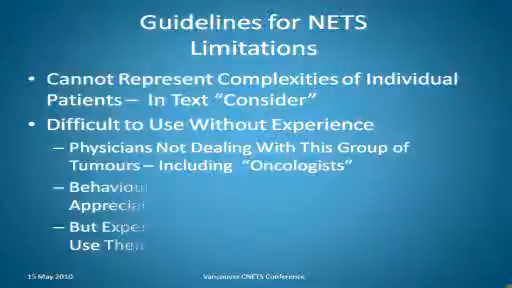 Guidelines for NETS
Limitations
• Cannot Represent Complexities of Individual
Patients – In Text “Consider”
• Difficult to Use Without Experience
– Physicians Not Dealing With This Group of
Tumours – Including “Oncologists”
– Behaviou
Appreciat
– But Exper
Use Them
15 May 2010
Vancouver CNETS Conference